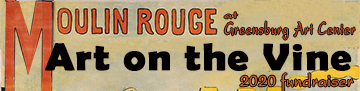 MOULIN ROUGE at
Greensburg Art Center
Art on the Vine
2020 fundraiser